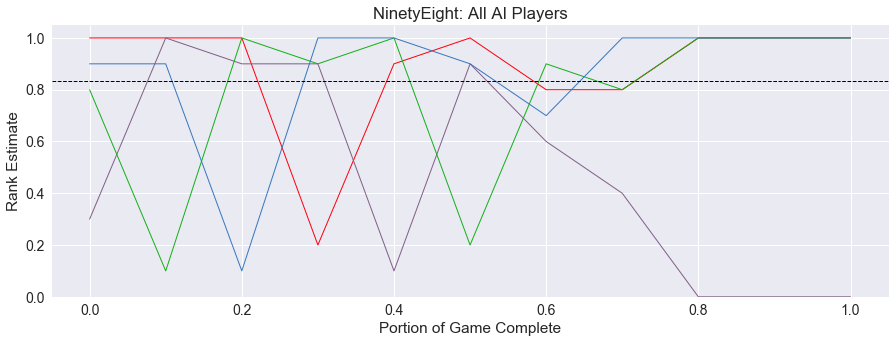 NinetyEight: All AI Players
Rank Estimate
1.0
0.8
0.6
0.4
0.2
0.0
0.0 0.2 0.4 0.6 0.8 1.0
Portion of Game Complete